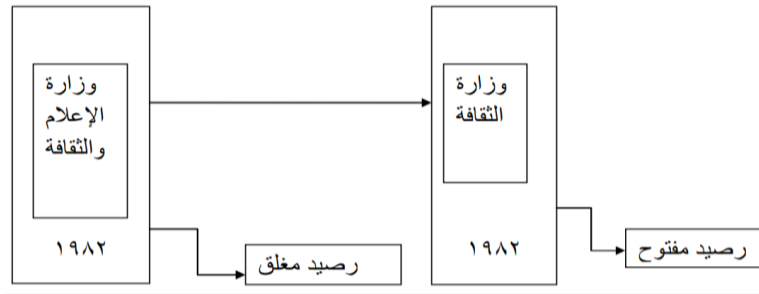 وزارة
الإعلام
والثقافة
١٩٨٢
رصيد مغلق
وزارة
الثقافة
١٩٨٢
رصيد مفتوح